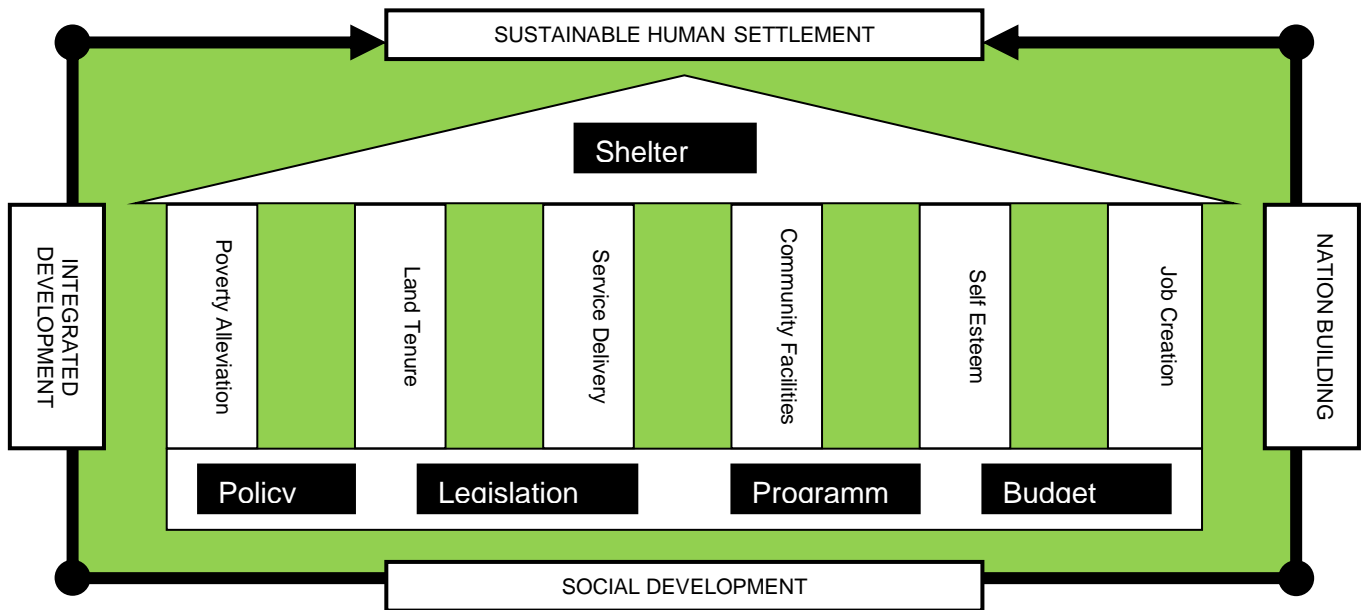 SUSTAINABLE HUMAN SETTLEMENT
Shelter
INTEGRATED
DEVELOPMENT
Poverty Alleviation
Land Tenure
Service Delivery
Community Facilities
Self Esteem
Job Creation
NATION BUILDING
Policy
Legislation
Programm
Budget
SOCIAL DEVELOPMENT